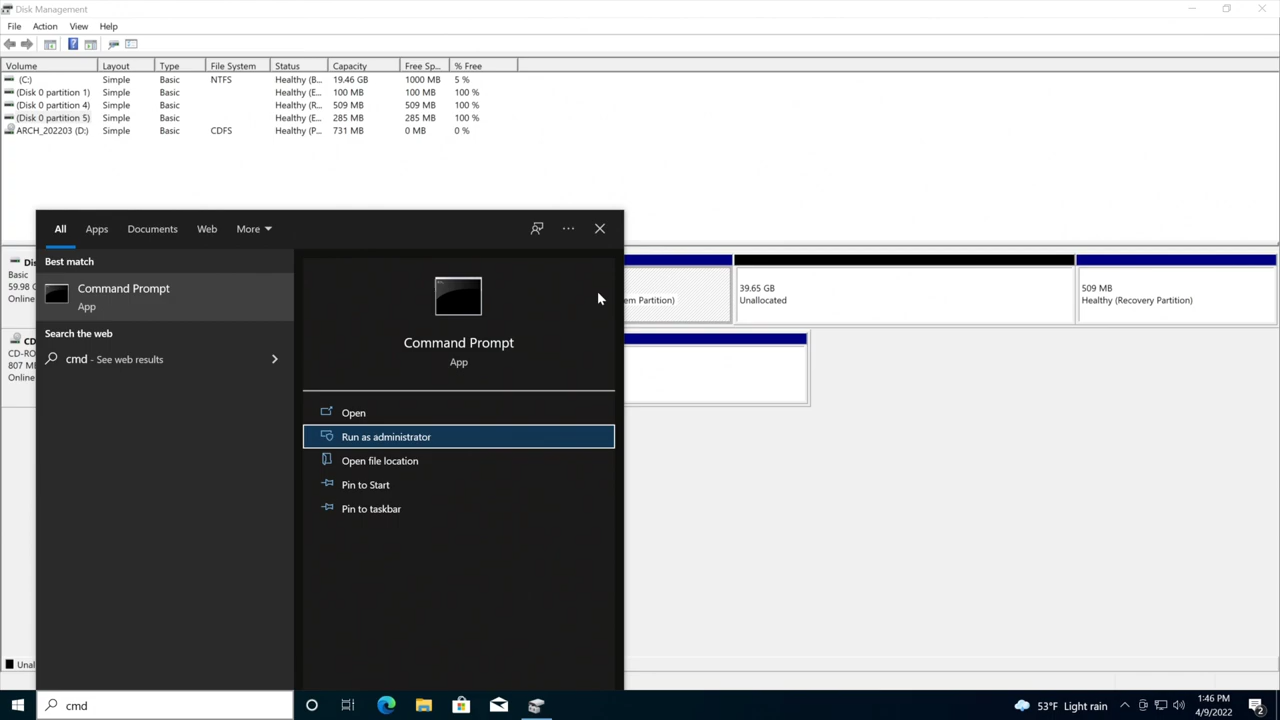 Disk Management
File Action View Help
Volume Layout Type File System Status Capacity Free Sp... % Free
(C:) Simple Basic NTFS Healthy (B... 19.46 GB 1000 MB 5 %
(Disk 0 partition 1) Simple Basic Healthy (E... 100 MB 100 MB 100 %
(Disk 0 partition 4) Simple Basic Healthy (R... 509 MB 509 MB 100 %
(Disk 0 partition 5) Simple Basic Healthy (E... 285 MB 285 MB 100 %
ARCH_202203 (D:) Simple Basic CDFS Healthy (P... 731 MB 0 MB 0 %
All Apps Documents Web More
Best match
Command Prompt
App
Search the web
cmd - See web results
Command Prompt
App
Open
Run as administrator
Open file location
Pin to Start
Pin to taskbar
Dis
Basic
59.98
Online
em Partition)
39.65 GB
Unallocated
509 MB
Healthy (Recovery Partition)
CD
CD-RO
807 M
Online
Unal
cmd
53°F Light rain
1:46 PM
4/9/2022
2